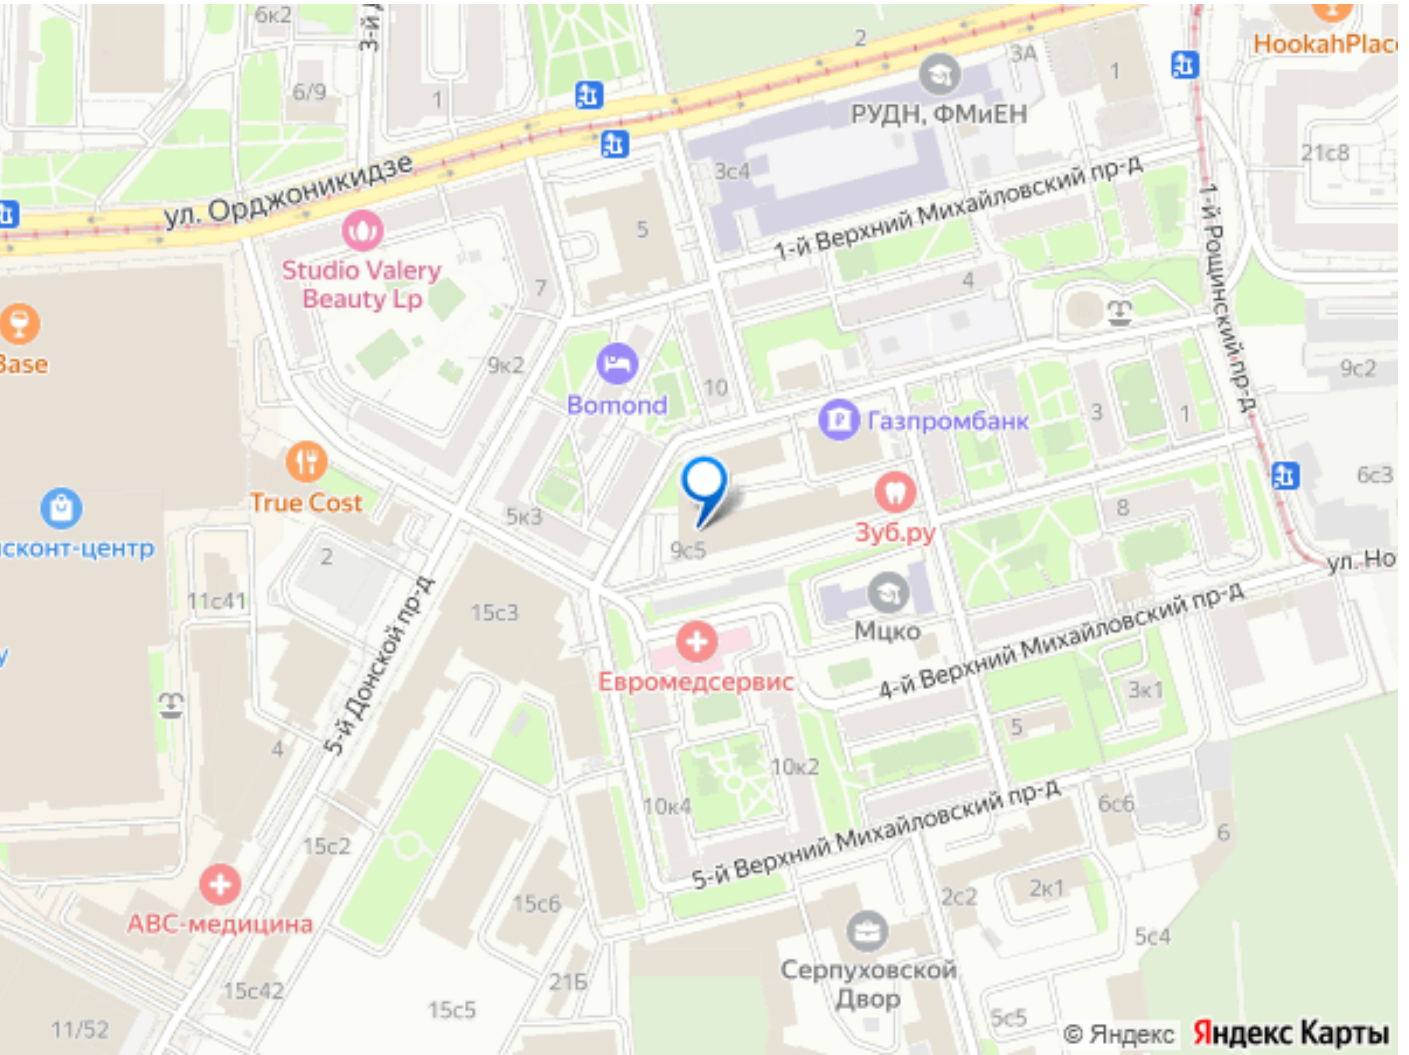 6к2
3-й Д
6/9
1
2
3А
1
HookahPlac
РУДН, ФМиЕН
21с8
3с4
ул. Орджоникидзе
1-й Верхний Михайловский пр-д
1-й Рощинский пр-д
5
Studio Valery
Beauty Lp
7
4
Base
9к2
9с2
10
Bomond
3
1
Газпромбанк
True Cost
6с3
5к3
8
сконт-центр
9с5
Зуб.ру
2
ул. Но
11с41
15с3
5-й Донской пр-д
Мцко
4-й Верхний Михайловский пр-д
у
Евромедсервис
3к1
4
5
10к2
10к4
5-й Верхний Михайловский пр-д
6с6
6
15с2
2с2
2к1
15с6
АВС-медицина
5с4
Серпуховской
Двор
15с42
21Б
15с5
5с5
11/52
© Яндекс Яндекс Карты